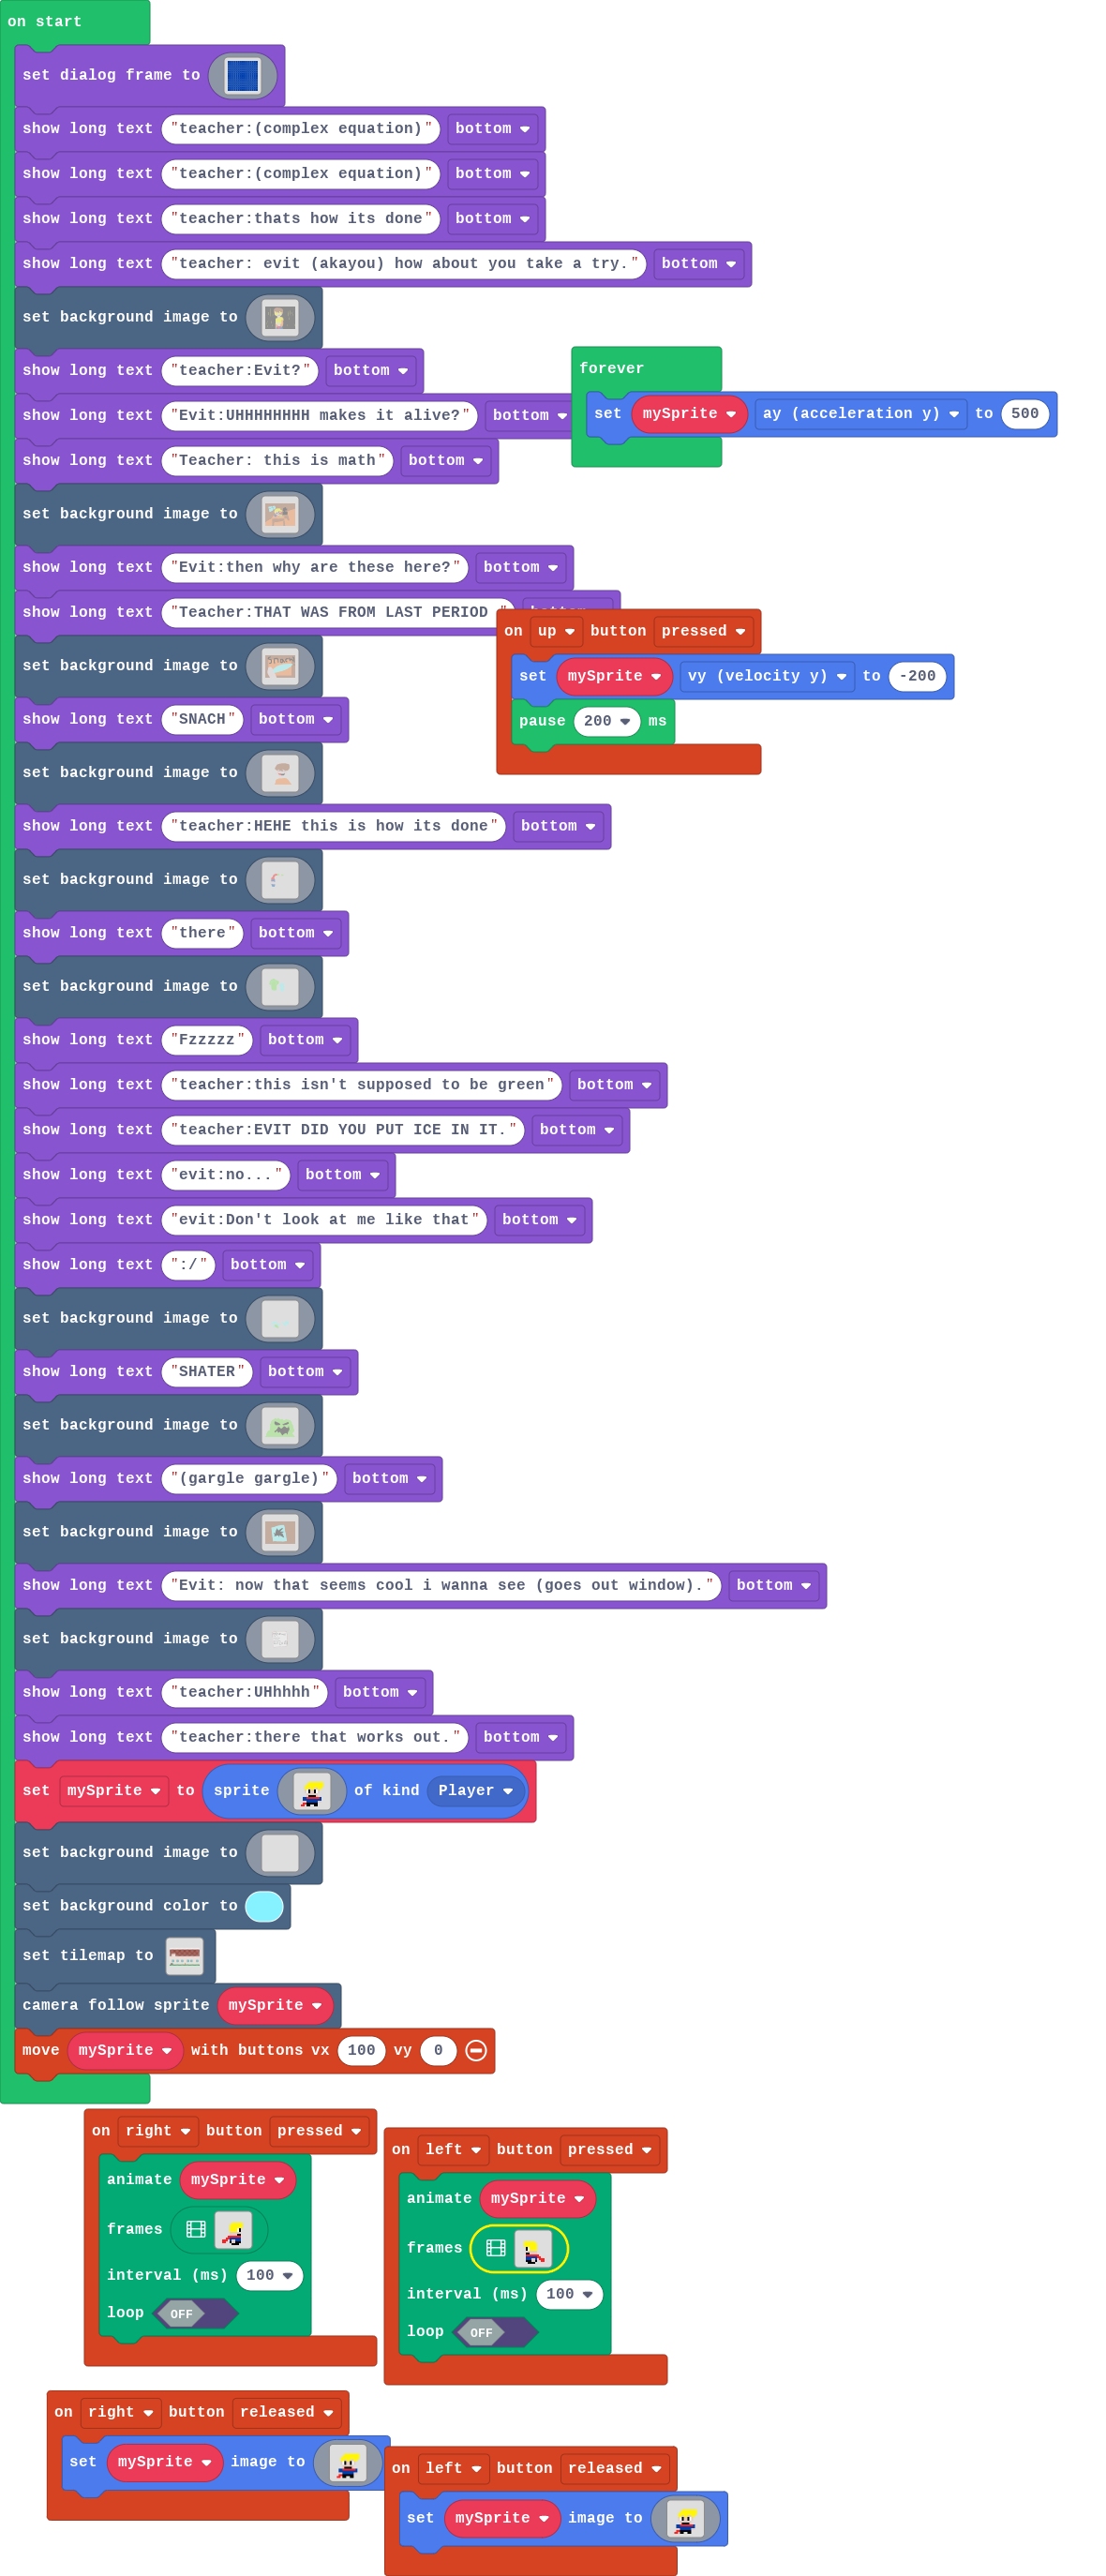 on start
set dialog frame to
show long text "teacher:(complex equation)" bottom
show long text "teacher:(complex equation)" bottom
show long text "teacher:thats how its done" bottom
show long text "teacher: evit (akayou) how about you take a try." bottom
set background image to
show long text "teacher:Evit?" bottom
show long text "Evit:UHHHHHHHH makes it alive?" bottom
show long text "Teacher: this is math" bottom
set background image to
show long text "Evit:then why are these here?" bottom
show long text "Teacher:THAT WAS FROM LAST PERIOD " bottom
set background image to
show long text "SNACH" bottom
set background image to
show long text "teacher:HEHE this is how its done" bottom
set background image to
show long text "there" bottom
set background image to
show long text "Fzzzzz" bottom
show long text "teacher:this isn't supposed to be green" bottom
show long text "teacher:EVIT DID YOU PUT ICE IN IT." bottom
show long text "evit:no..." bottom
show long text "evit:Don't look at me like that" bottom
show long text ":/" bottom
set background image to
show long text "SHATER" bottom
set background image to
show long text "(gargle gargle)" bottom
set background image to
show long text "Evit: now that seems cool i wanna see (goes out window)." bottom
set background image to
show long text "teacher:UHhhhh" bottom
show long text "teacher:there that works out." bottom
set mySprite to sprite of kind Player
set background image to
set background color to
set tilemap to
camera follow sprite mySprite
move mySprite with buttons vx 100 vy 0
forever
set mySprite ay (acceleration y) to 500
on up button pressed
set mySprite vy (velocity y) to -200
pause 200 ms
on right button pressed
animate mySprite
frames
interval (ms) 100
loop OFF
on left button pressed
animate mySprite
frames
interval (ms) 100
loop OFF
on right button released
set mySprite image to
on left button released
set mySprite image to